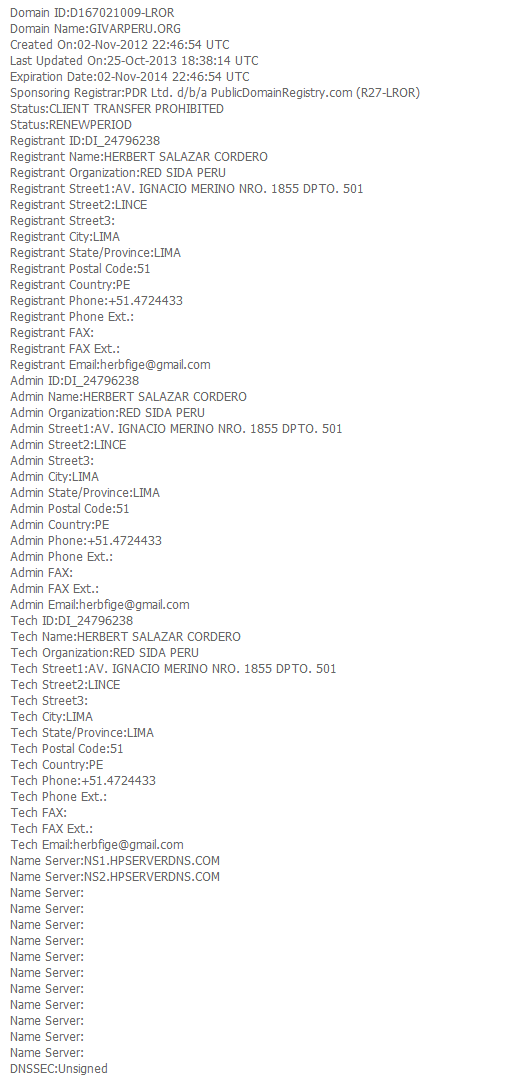 Domain ID:D167021009-LROR
Domain Name:GIVARPERU.ORG
Created On:02-Nov-2012 22:46:54 UTC
Last Updated On:25-Oct-2013 18:38:14 UTC
Expiration Date:02-Nov-2014 22:46:54 UTC
Sponsoring Registrar:PDR Ltd. d/b/a PublicDomainRegistry.com (R27-LROR)
Status:CLIENT TRANSFER PROHIBITED
Status:RENEWPERIOD
Registrant ID:DI_24796238
Registrant Name:HERBERT SALAZAR CORDERO
Registrant Organization:RED SIDA PERU
Registrant Street1:AV. IGNACIO MERINO NRO. 1855 DPTO. 501
Registrant Street2:LINCE
Registrant Street3:
Registrant City:LIMA
Registrant State/Province:LIMA
Registrant Postal Code:51
Registrant Country:PE
Registrant Phone:+51.4724433
Registrant Phone Ext.:
Registrant FAX:
Registrant FAX Ext.:
Registrant Email:herbfige@gmail.com
Admin ID:DI_24796238
Admin Name:HERBERT SALAZAR CORDERO
Admin Organization:RED SIDA PERU
Admin Street1:AV. IGNACIO MERINO NRO. 1855 DPTO. 501
Admin Street2:LINCE
Admin Street3:
Admin City:LIMA
Admin State/Province:LIMA
Admin Postal Code:51
Admin Country:PE
Admin Phone:+51.4724433
Admin Phone Ext.:
Admin FAX:
Admin FAX Ext.:
Admin Email:herbfige@gmail.com
Tech ID:DI_24796238
Tech Name:HERBERT SALAZAR CORDERO
Tech Organization:RED SIDA PERU
Tech Street1:AV. IGNACIO MERINO NRO. 1855 DPTO. 501
Tech Street2:LINCE
Tech Street3:
Tech City:LIMA
Tech State/Province:LIMA
Tech Postal Code:51
Tech Country:PE
Tech Phone:+51.4724433
Tech Phone Ext.:
Tech FAX:
Tech FAX Ext.:
Tech Email:herbfige@gmail.com
Name Server:NS1.HPSERVERDNS.COM
Name Server:NS2.HPSERVERDNS.COM
Name Server:
Name Server:
Name Server:
Name Server:
Name Server:
Name Server:
Name Server:
Name Server:
Name Server:
Name Server:
Name Server:
DNSSEC:Unsigned